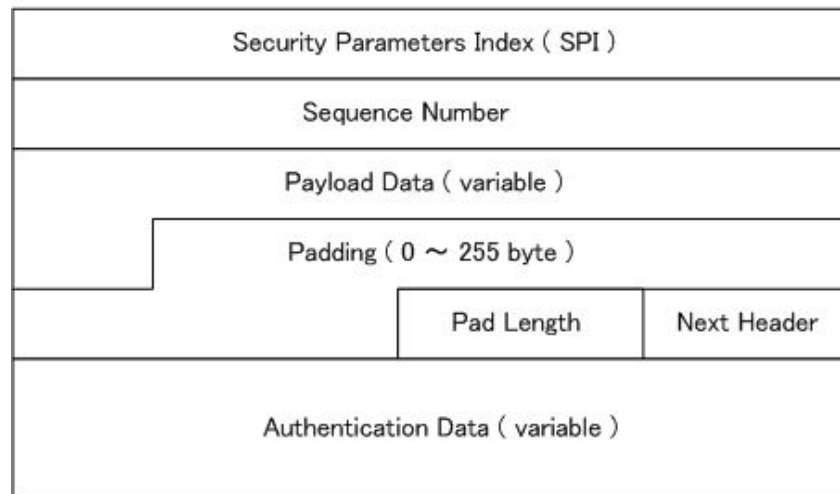 Security Parameters Index ( SPI )
Sequence Number
Payload Data ( variable )
Padding ( 0 ～ 255 byte )
Pad Length
Next Header
Authentication Data ( variable )